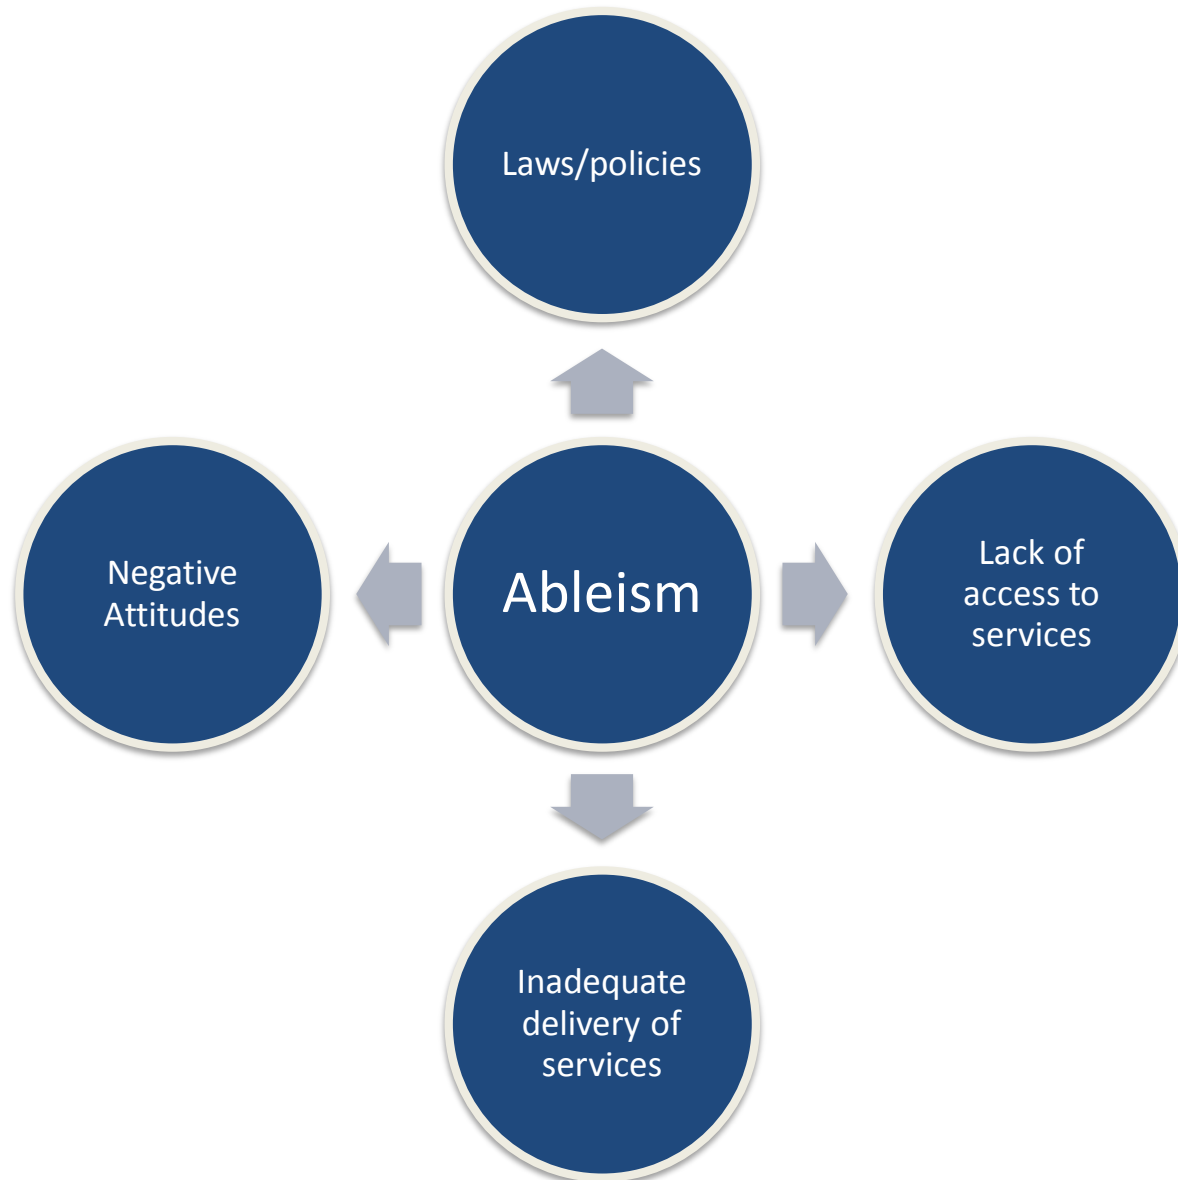 Laws/policies
Negative
Attitudes
Ableism
Lack of
access to
services
Inadequate
delivery of
services